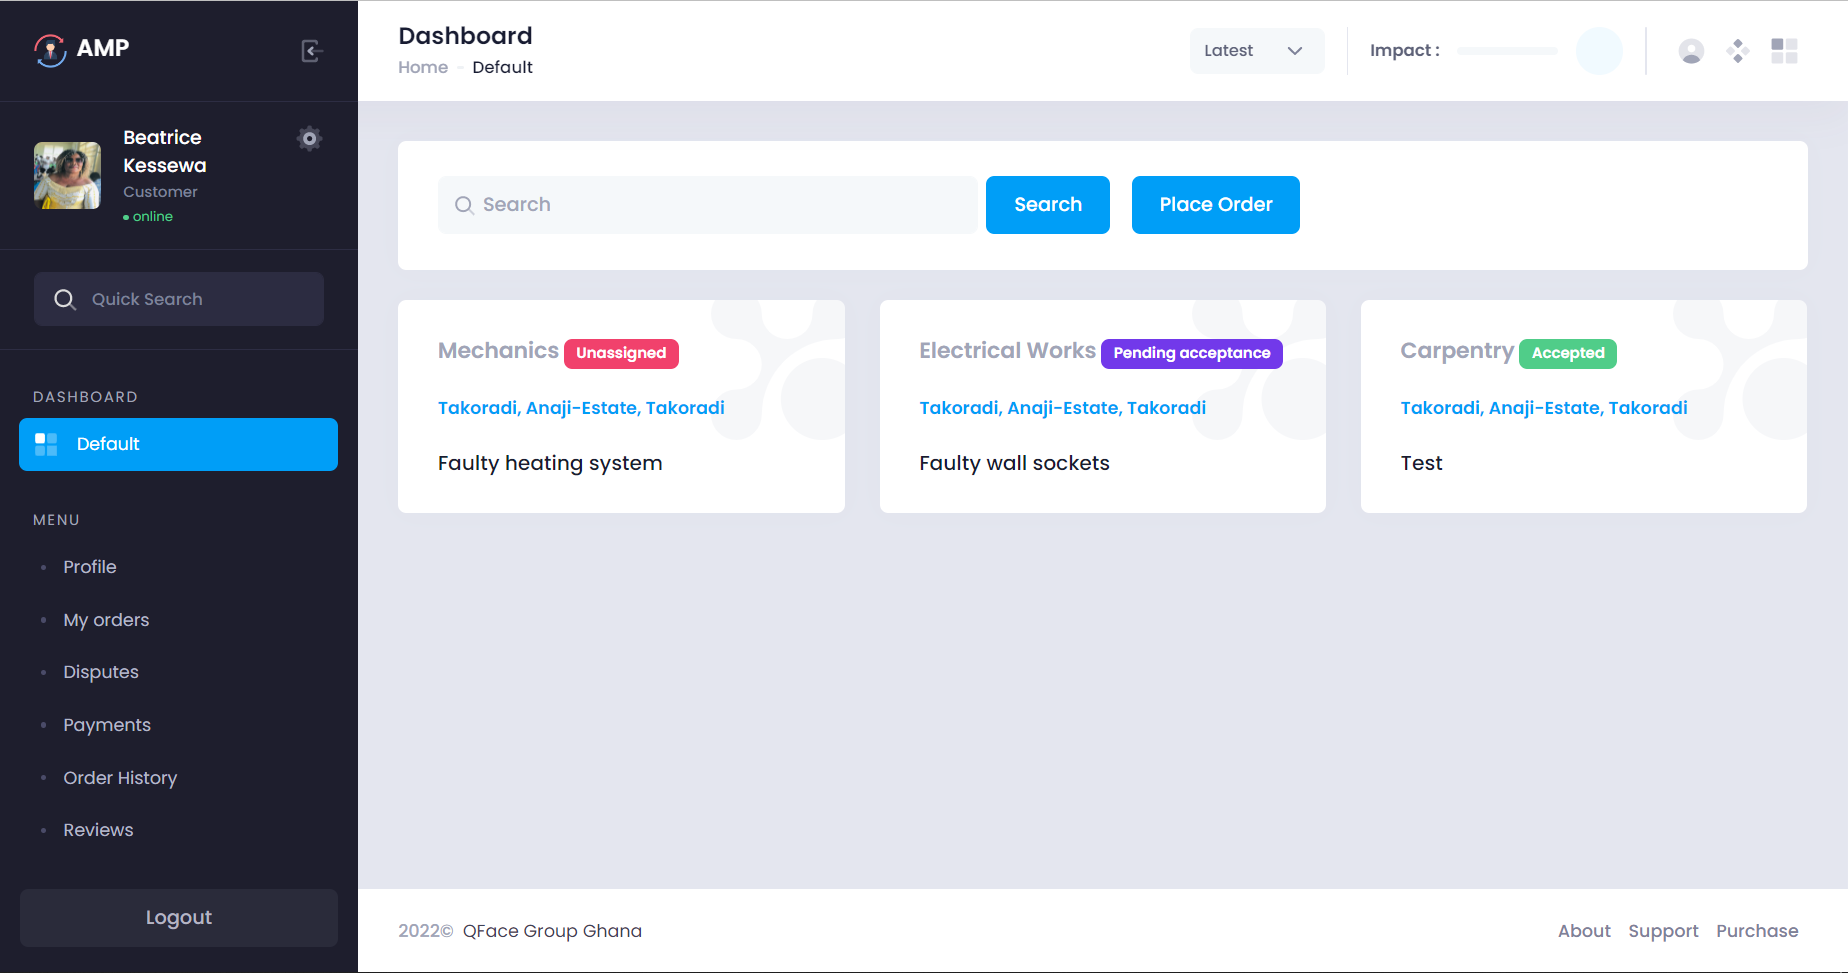 AMP
Beatrice
Kessewa
Customer
online
Quick Search
DASHBOARD
Default
MENU
Profile
My orders
Disputes
Payments
Order History
Reviews
Logout
Dashboard
Home - Default
Latest
Impact :
Search
Search
Place Order
Mechanics Unassigned
Takoradi, Anaji-Estate, Takoradi
Faulty heating system
Electrical Works Pending acceptance
Takoradi, Anaji-Estate, Takoradi
Faulty wall sockets
Carpentry Accepted
Takoradi, Anaji-Estate, Takoradi
Test
2022© QFace Group Ghana
About Support Purchase